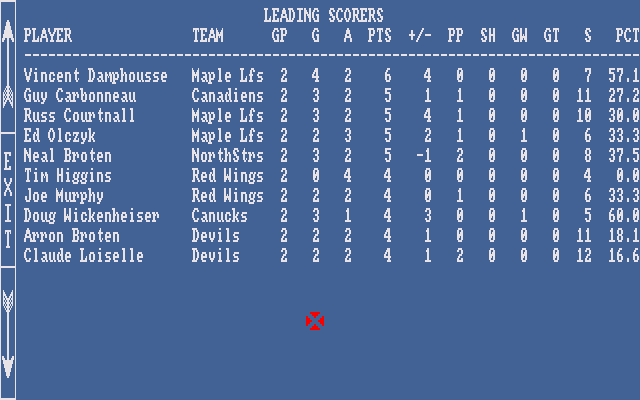 LEADING SCORERS
PLAYER TEAM GP G A PTS +/- PP SH GW GT S PCT
Vincent Damphousse Maple Lfs 2 4 2 6 4 0 0 0 0 7 57.1
Guy Carbonneau Canadiens 2 3 2 5 1 1 0 0 0 11 27.2
Russ Courtnall Maple Lfs 2 3 2 5 4 1 0 0 0 10 30.0
Ed Olczyk Maple Lfs 2 2 3 5 2 1 0 1 0 6 33.3
Neal Broten NorthStrs 2 3 2 5 -1 2 0 0 0 8 37.5
Tim Higgins Red Wings 2 0 4 4 0 0 0 0 0 4 0.0
Joe Murphy Red Wings 2 2 2 4 0 1 0 0 0 6 33.3
Doug Wickenheiser Canucks 2 3 1 4 3 0 0 1 0 5 60.0
Arron Broten Devils 2 2 2 4 1 0 0 0 0 11 18.1
Claude Loiselle Devils 2 2 2 4 1 2 0 0 0 12 16.6
EXIT